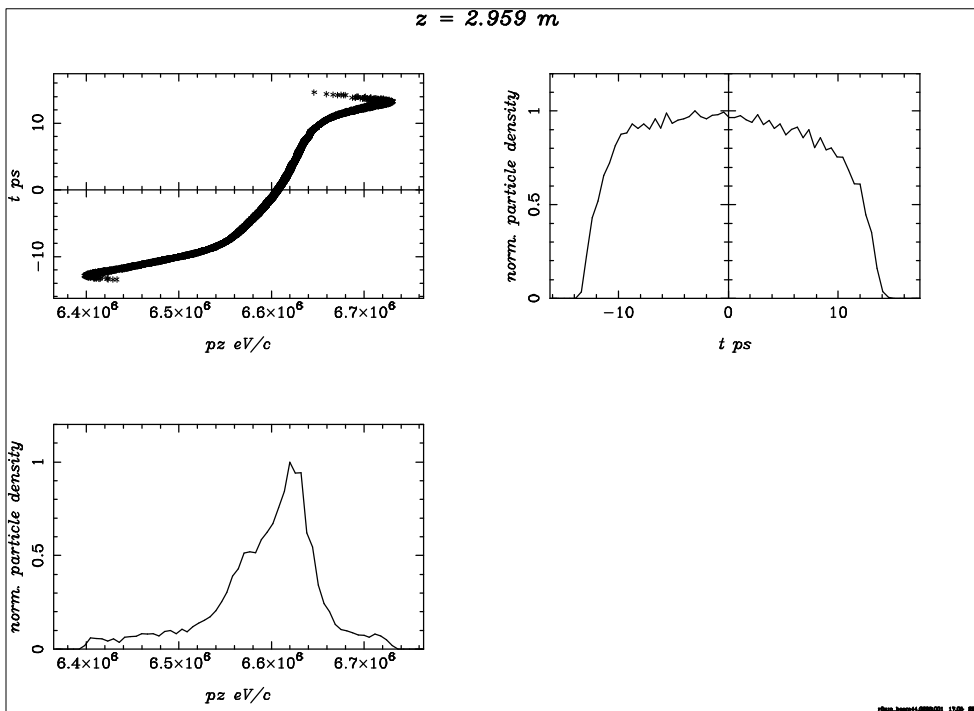 z = 2.959 m
t ps
10
0
−10
6.4×10⁶ 6.5×10⁶ 6.6×10⁶ 6.7×10⁶
pz eV/c
norm. particle density
1
0.5
0
−10 0 10
t ps
norm. particle density
1
0.5
0
6.4×10⁶ 6.5×10⁶ 6.6×10⁶ 6.7×10⁶
pz eV/c